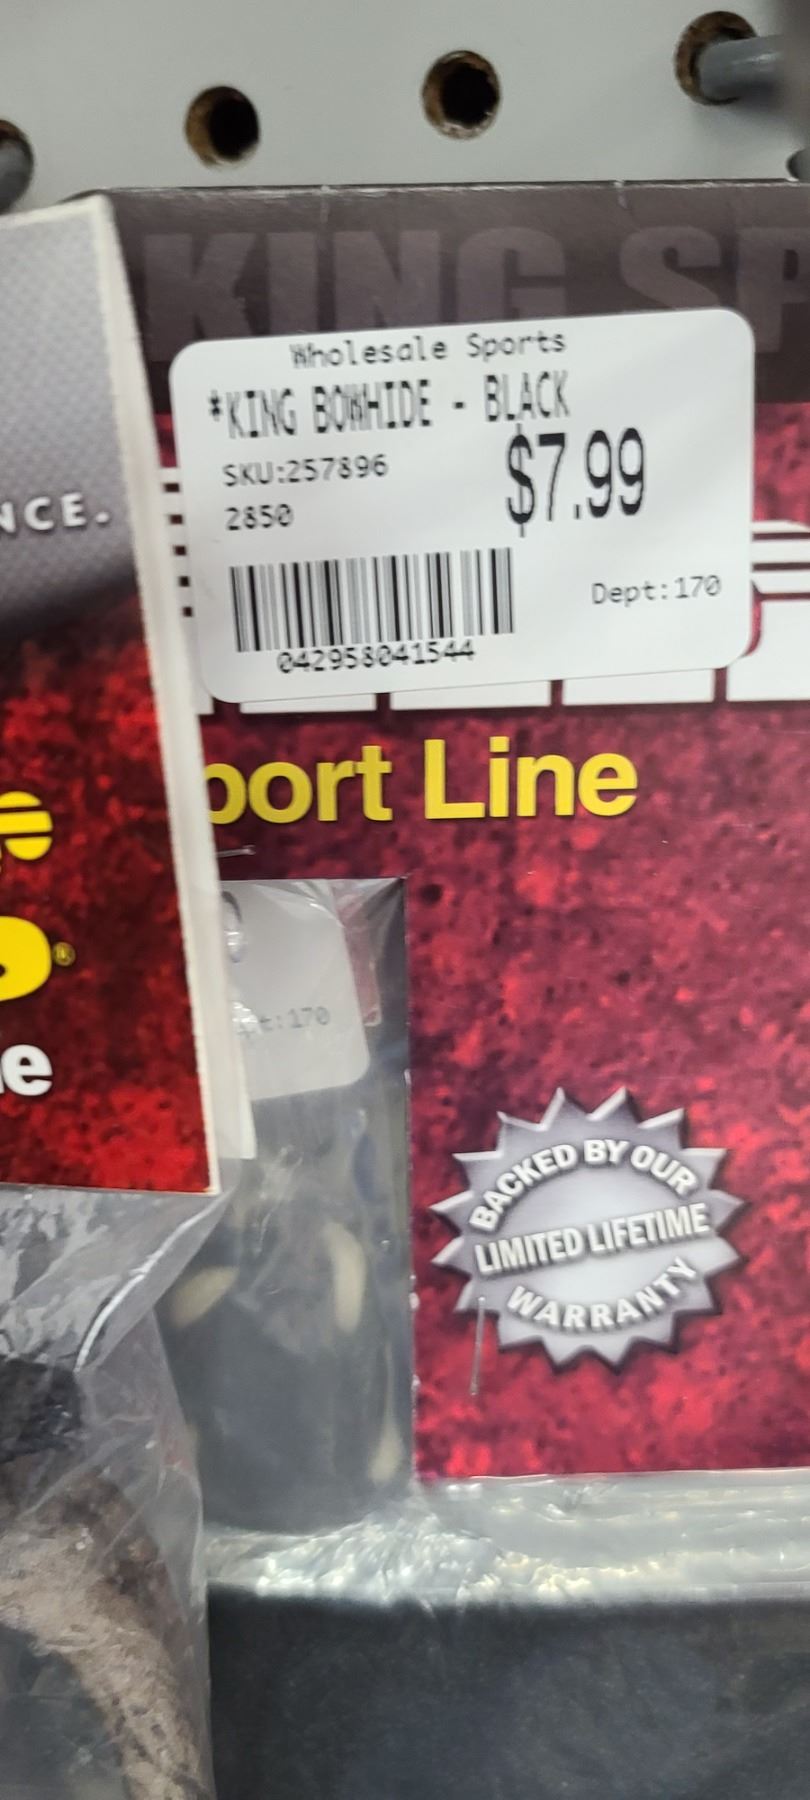 KING SP
Wholesale Sports
*KING BOWHIDE - BLACK
$7.99
SKU:257896
2850
Dept:170
042958041544
NCE.
port Line
t:170
BACKED BY OUR
LIMITED LIFETIME
WARRANTY